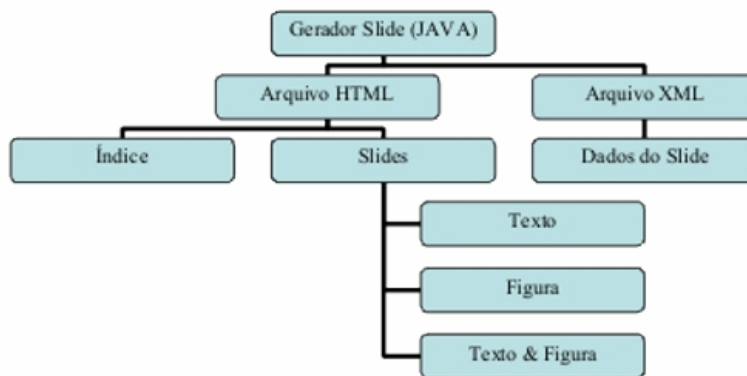 Gerador Slide (JAVA)
Arquivo HTML
Arquivo XML
Índice
Slides
Dados do Slide
Texto
Figura
Texto & Figura